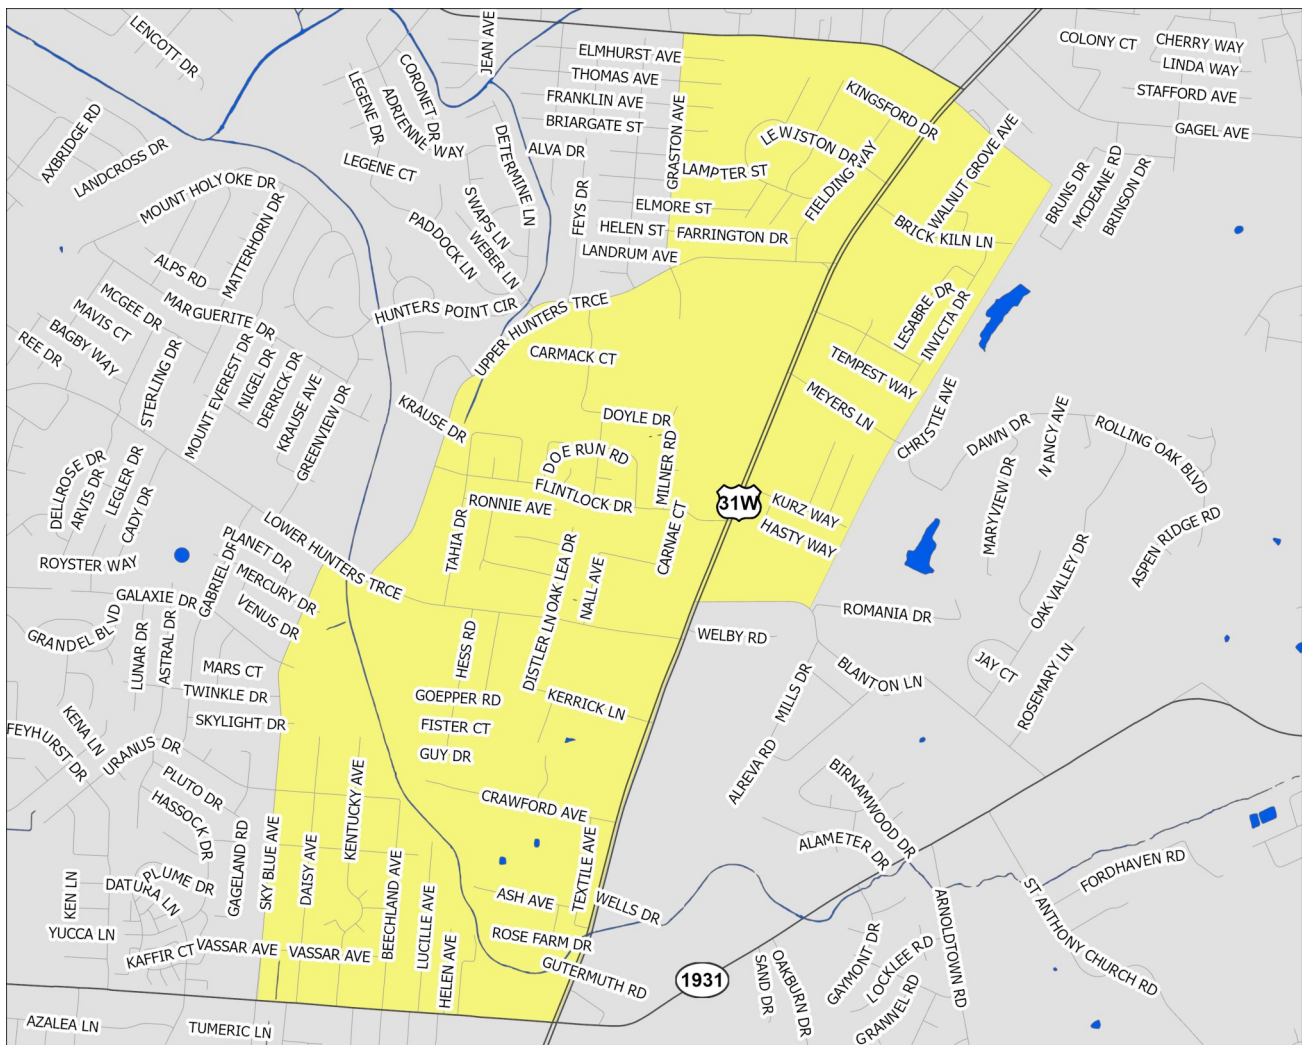 LENCOTT DR
JEAN AVE
ELMHURST AVE
COLONY CT
CHERRY WAY
THOMAS AVE
LINDA WAY
CORONET DR
LEGENE DR
ADRIENNE WAY
FRANKLIN AVE
GRASTON AVE
KINGSFORD DR
STAFFORD AVE
AXBRIDGE RD
LANDCROSS DR
BRIARGATE ST
LEWISTON DR
GAGEL AVE
DETERMINE LN
ALVA DR
LEGENE CT
LAMPTER ST
FIELDING WAY
WALNUT GROVE AVE
BRUNS DR
MCDEANE RD
BRINSON DR
MOUNT HOLYOKE DR
FEYS DR
SWAPS LN
ELMORE ST
PADDOCK LN
WEBER LN
HELEN ST
FARRINGTON DR
BRICK KILN LN
MATTERHORN DR
LANDRUM AVE
ALPS RD
MCGEE DR
MARGUERITE DR
HUNTERS POINT CIR
UPPER HUNTERS TRCE
LESABRE DR
INVICTA DR
MAVIS CT
BAGBY WAY
REE DR
STERLING DR
MOUNT EVEREST DR
NIGEL DR
DERRICK DR
KRAUSE AVE
GREENVIEW DR
CARMACK CT
TEMPEST WAY
MEYERS LN
KRAUSE DR
DOYLE DR
CHRISTIE AVE
DAWN DR
NANCY AVE
ROLLING OAK BLVD
DOE RUN RD
MILNER RD
DELLROSE DR
ARVIS DR
LEGLER DR
CADY DR
RONNIE AVE
FLINTLOCK DR
31W
KURZ WAY
HASTY WAY
MARYVIEW DR
ASPEN RIDGE RD
LOWER HUNTERS TRCE
PLANET DR
TAHIA DR
CARNAE CT
ROYSTER WAY
GABRIEL DR
MERCURY DR
VENUS DR
OAK LEA DR
NALL AVE
OAK VALLEY DR
GALAXIE DR
GRANDEL BLVD
LUNAR DR
ASTRAL DR
HESS RD
DISTLER LN
WELBY RD
ROMANIA DR
MARS CT
TWINKLE DR
SKYLIGHT DR
GOEPPER RD
KERRICK LN
FISTER CT
GUY DR
MILLS DR
BLANTON LN
JAY CT
ROSEMARY LN
KENA LN
FEYHURST DR
URANUS DR
PLUTO DR
HASSOCK DR
KENTUCKY AVE
CRAWFORD AVE
ALREVA RD
BIRNAMWOOD DR
GAGELAND RD
SKY BLUE AVE
DAISY AVE
TEXTILE AVE
ALAMETER DR
FORDHAVEN RD
KEN LN
PLUME DR
DATURA LN
BEECHLAND AVE
LUCILLE AVE
ASH AVE
WELLS DR
ARNOLDTOWN RD
ST ANTHONY CHURCH RD
YUCCA LN
KAFFIR CT
VASSAR AVE
VASSAR AVE
HELEN AVE
ROSE FARM DR
GUTERMUTH RD
1931
SAND DR
OAKBURN DR
GAYMONT DR
LOCKLEE RD
GRANNEL RD
AZALEA LN
TUMERIC LN